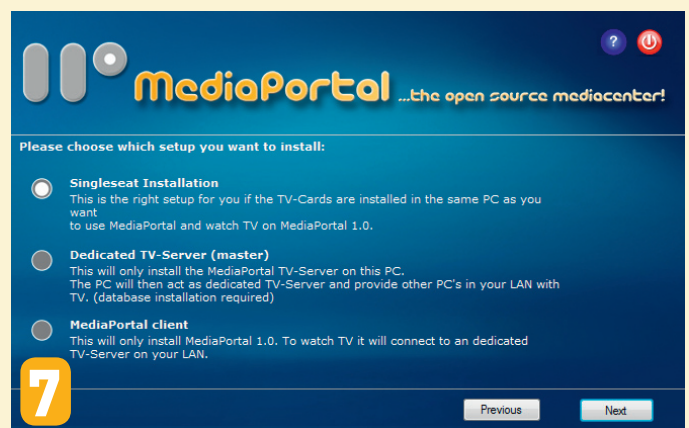 ?
MediaPortal ...the open source mediacenter!
Please choose which setup you want to install:
Singleseat Installation
This is the right setup for you if the TV-Cards are installed in the same PC as you
want
to use MediaPortal and watch TV on MediaPortal 1.0.
Dedicated TV-Server (master)
This will only install the MediaPortal TV-Server on this PC.
The PC will then act as dedicated TV-Server and provide other PC's in your LAN with
TV. (database installation required)
MediaPortal client
This will only install MediaPortal 1.0. To watch TV it will connect to an dedicated
TV-Server on your LAN.
7
Previous Next